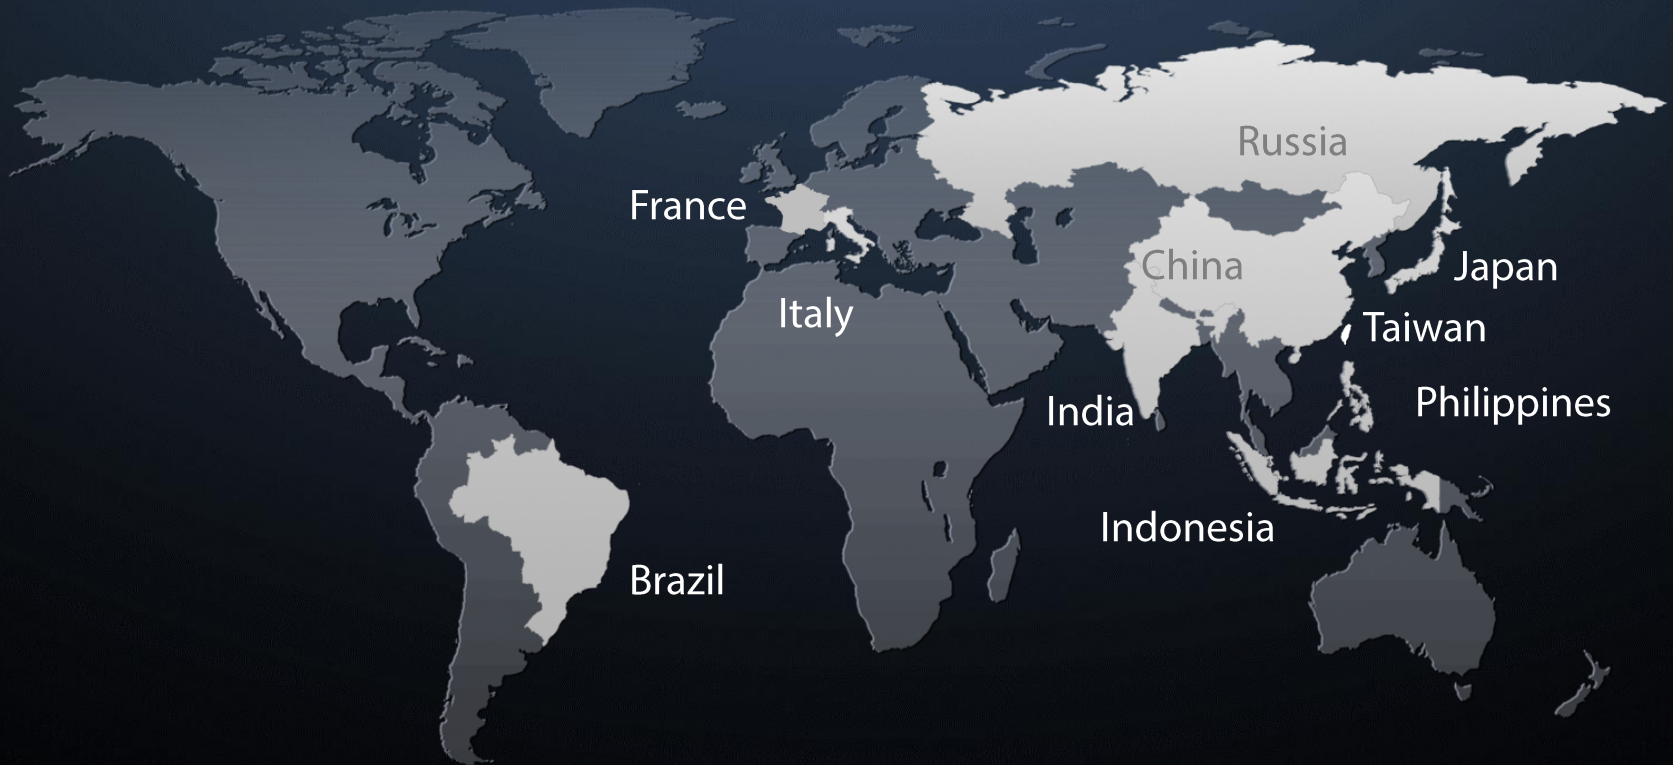 Russia
France
China
Japan
Italy
Taiwan
India
Philippines
Indonesia
Brazil